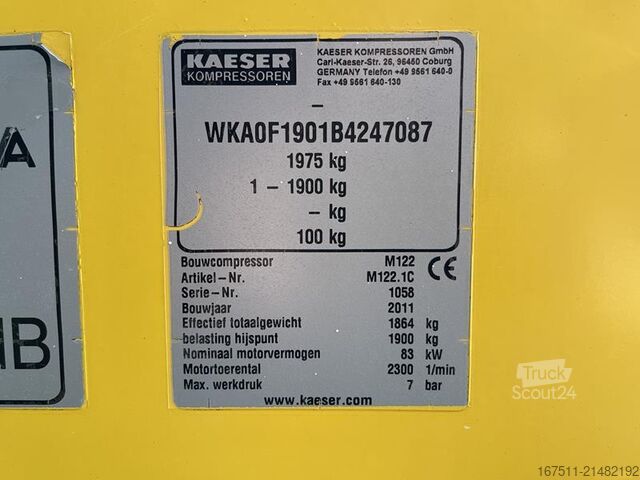 KAESER
KOMPRESSOREN
KAESER KOMPRESSOREN GmbH
Carl-Kaeser-Str. 26, 96450 Coburg
GERMANY Telefon +49 9561 640-0
Fax +49 9561 640-130
–
WKA0F1901B4247087
1975 kg
1 – 1900 kg
– kg
100 kg
Bouwcompressor M122
Artikel-Nr. M122.1C
Serie-Nr. 1058
Bouwjaar 2011
Effectief totaalgewicht 1864 kg
belasting hijspunt 1900 kg
Nominaal motorvermogen 83 kW
Motortoerental 2300 1/min
Max. werkdruk 7 bar
CE
www.kaeser.com
A
B
Truck
Scout24
167511-21482192